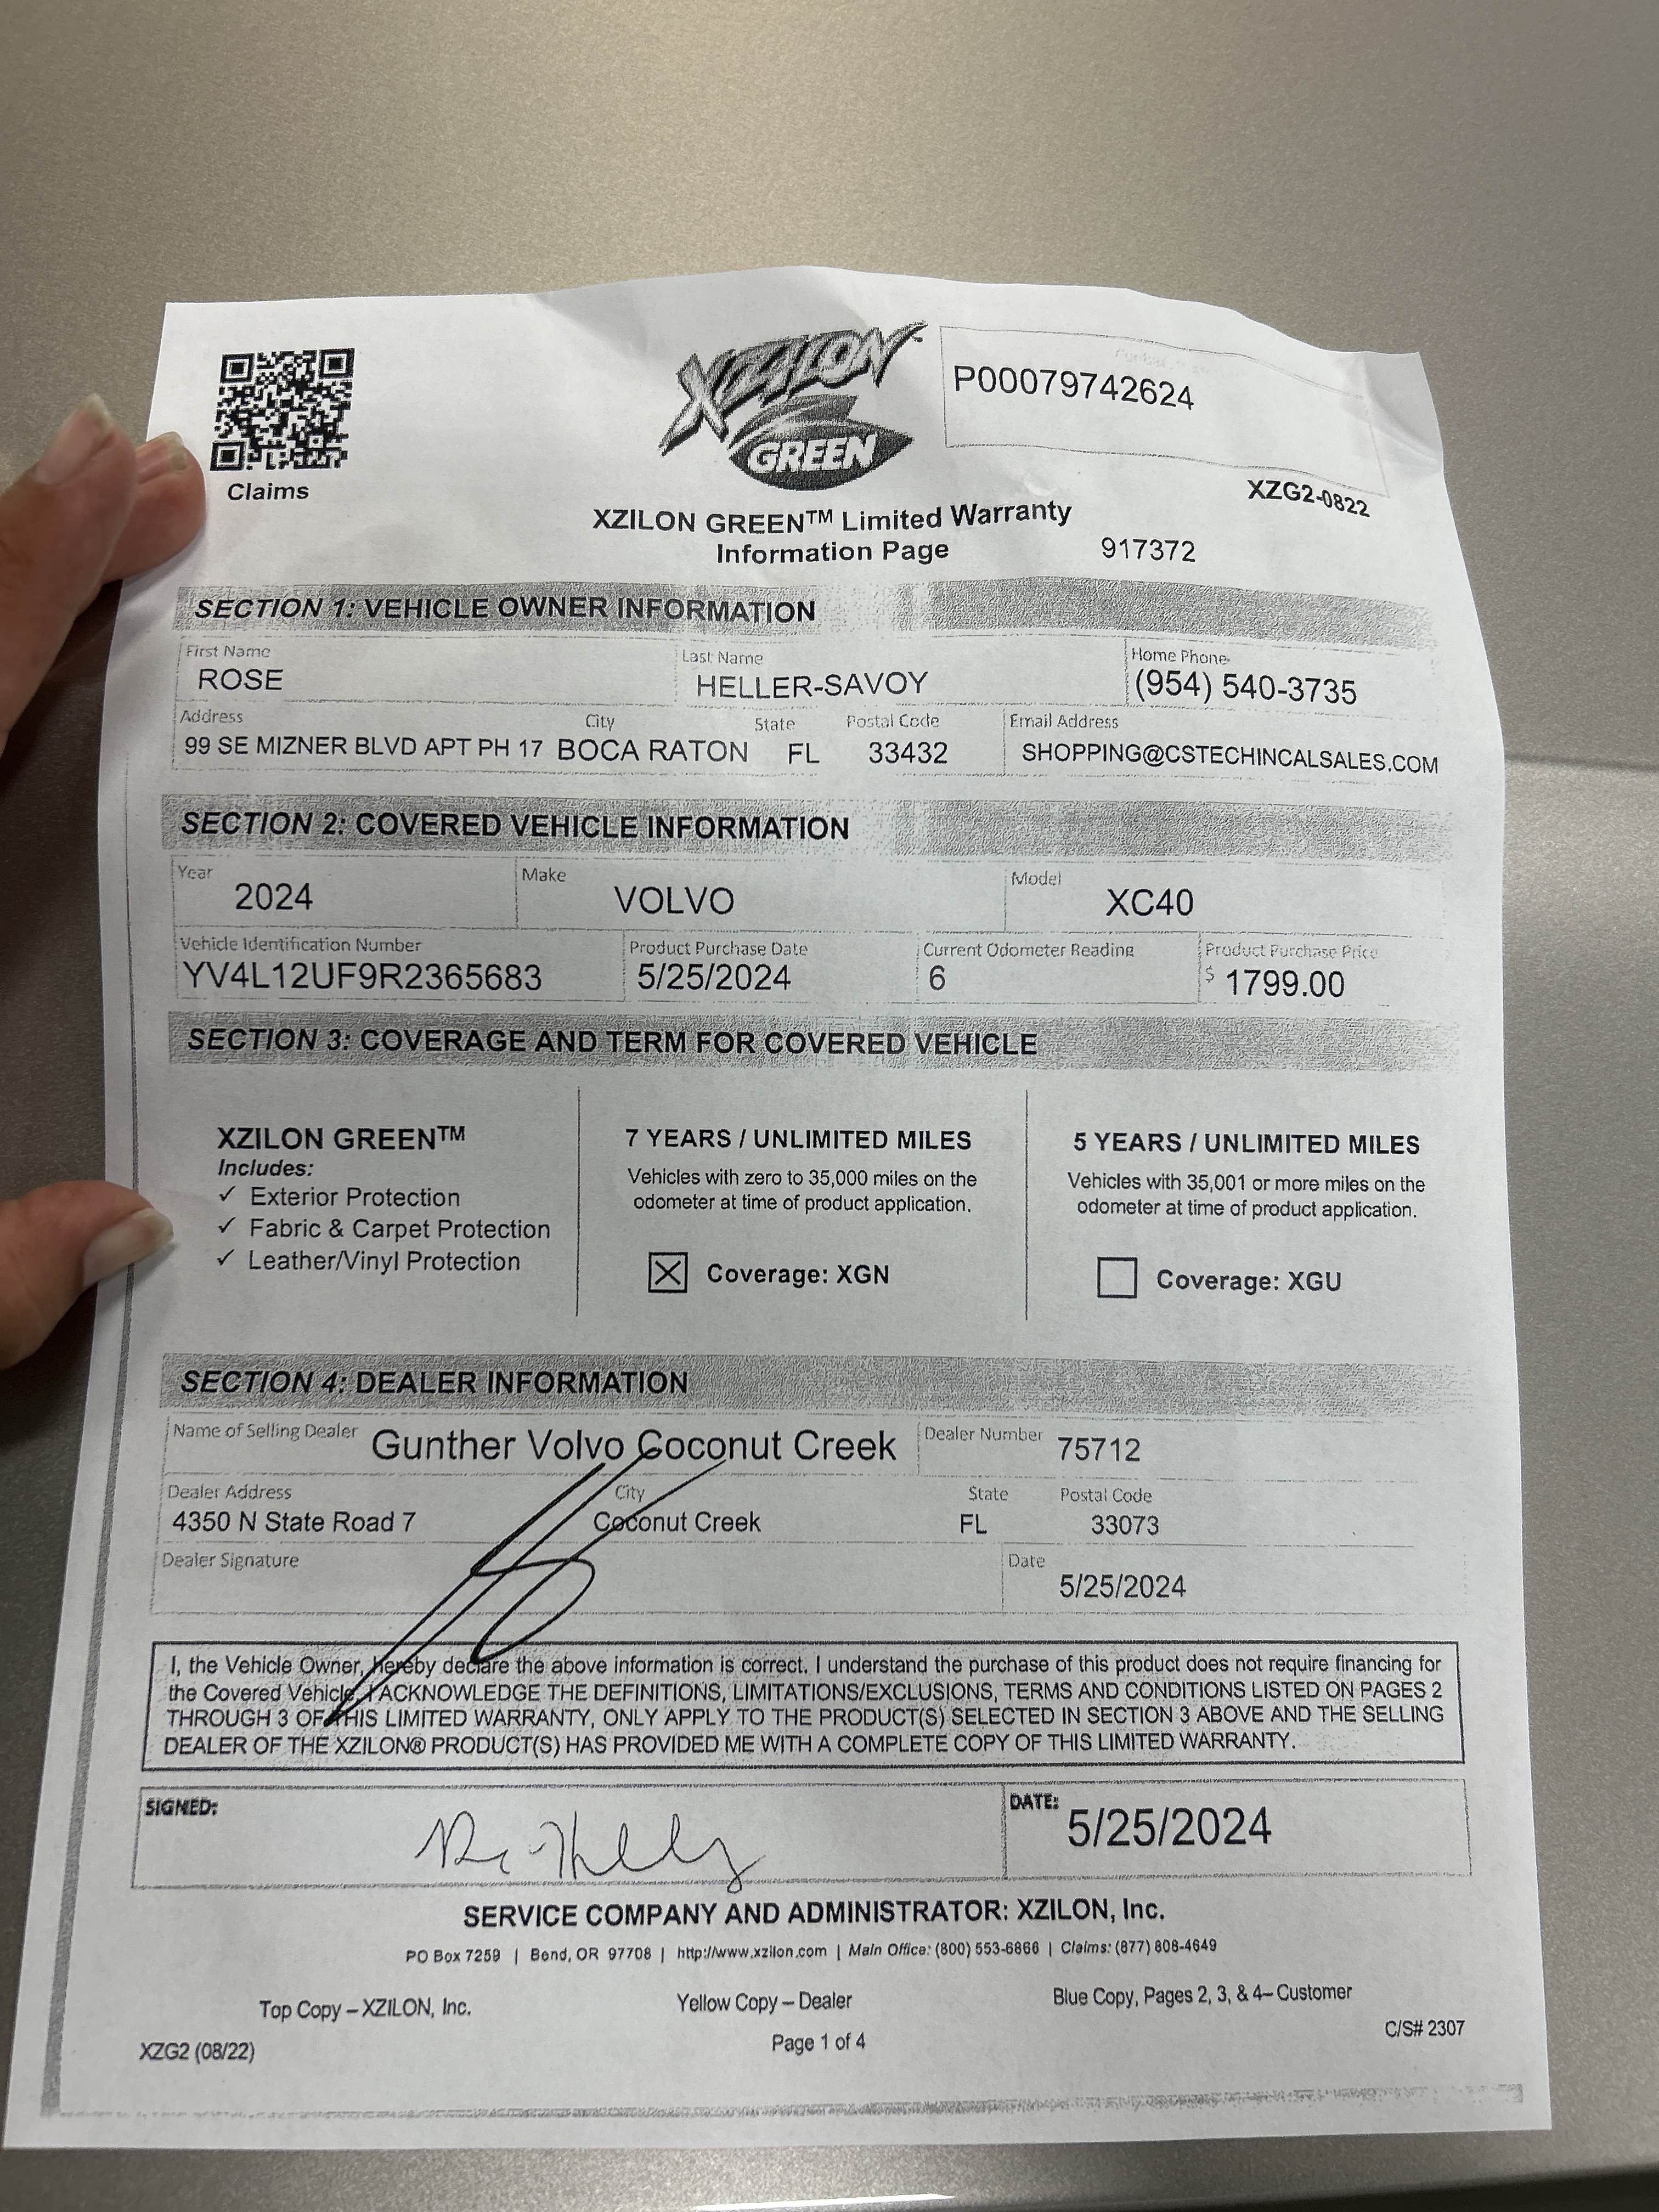 XZILON
GREEN
P00079742624
Claims
XZG2-0822
XZILON GREEN™ Limited Warranty
Information Page 917372
SECTION 1: VEHICLE OWNER INFORMATION
First Name Last Name Home Phone
ROSE HELLER-SAVOY (954) 540-3735
Address City State Postal Code Email Address
99 SE MIZNER BLVD APT PH 17 BOCA RATON FL 33432 SHOPPING@CSTECHINCALSALES.COM
SECTION 2: COVERED VEHICLE INFORMATION
Year Make Model
2024 VOLVO XC40
Vehicle Identification Number Product Purchase Date Current Odometer Reading Product Purchase Price
YV4L12UF9R2365683 5/25/2024 6 $ 1799.00
SECTION 3: COVERAGE AND TERM FOR COVERED VEHICLE
XZILON GREEN™
Includes:
✓ Exterior Protection
✓ Fabric & Carpet Protection
✓ Leather/Vinyl Protection
7 YEARS / UNLIMITED MILES
Vehicles with zero to 35,000 miles on the
odometer at time of product application.
☒ Coverage: XGN
5 YEARS / UNLIMITED MILES
Vehicles with 35,001 or more miles on the
odometer at time of product application.
☐ Coverage: XGU
SECTION 4: DEALER INFORMATION
Name of Selling Dealer Gunther Volvo Coconut Creek Dealer Number 75712
Dealer Address City State Postal Code
4350 N State Road 7 Coconut Creek FL 33073
Dealer Signature Date
5/25/2024
I, the Vehicle Owner, hereby declare the above information is correct. I understand the purchase of this product does not require financing for
the Covered Vehicle. I ACKNOWLEDGE THE DEFINITIONS, LIMITATIONS/EXCLUSIONS, TERMS AND CONDITIONS LISTED ON PAGES 2
THROUGH 3 OF THIS LIMITED WARRANTY, ONLY APPLY TO THE PRODUCT(S) SELECTED IN SECTION 3 ABOVE AND THE SELLING
DEALER OF THE XZILON® PRODUCT(S) HAS PROVIDED ME WITH A COMPLETE COPY OF THIS LIMITED WARRANTY.
SIGNED: DATE: 5/25/2024
SERVICE COMPANY AND ADMINISTRATOR: XZILON, Inc.
PO Box 7259 | Bend, OR 97708 | http://www.xzilon.com | Main Office: (800) 553-6866 | Claims: (877) 808-4649
Top Copy – XZILON, Inc. Yellow Copy – Dealer Blue Copy, Pages 2, 3, & 4– Customer
XZG2 (08/22) Page 1 of 4 C/S# 2307